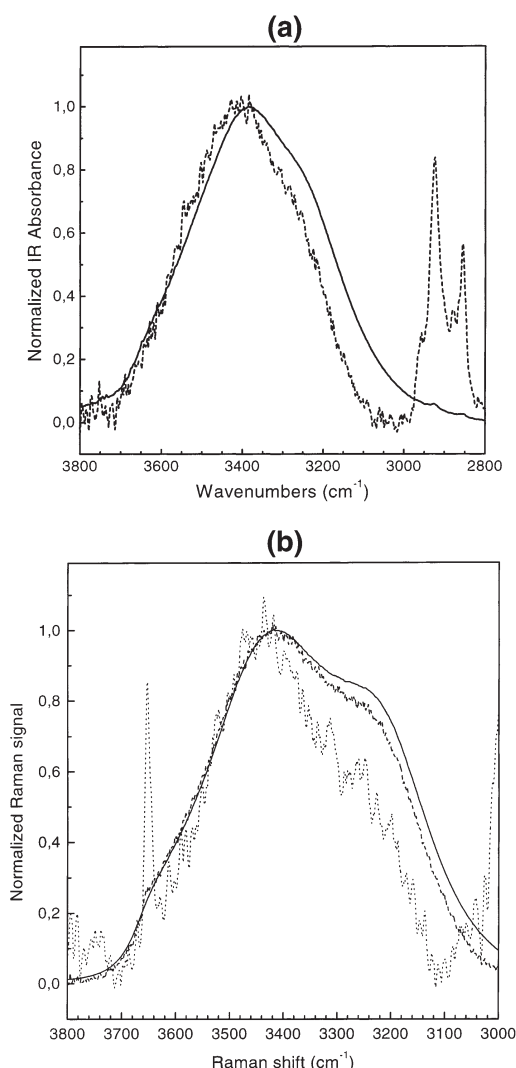 (a)
Normalized IR Absorbance
1,0
0,8
0,6
0,4
0,2
0,0
3800 3600 3400 3200 3000 2800
Wavenumbers (cm⁻¹)
(b)
Normalized Raman signal
1,0
0,8
0,6
0,4
0,2
0,0
3800 3700 3600 3500 3400 3300 3200 3100 3000
Raman shift (cm⁻¹)